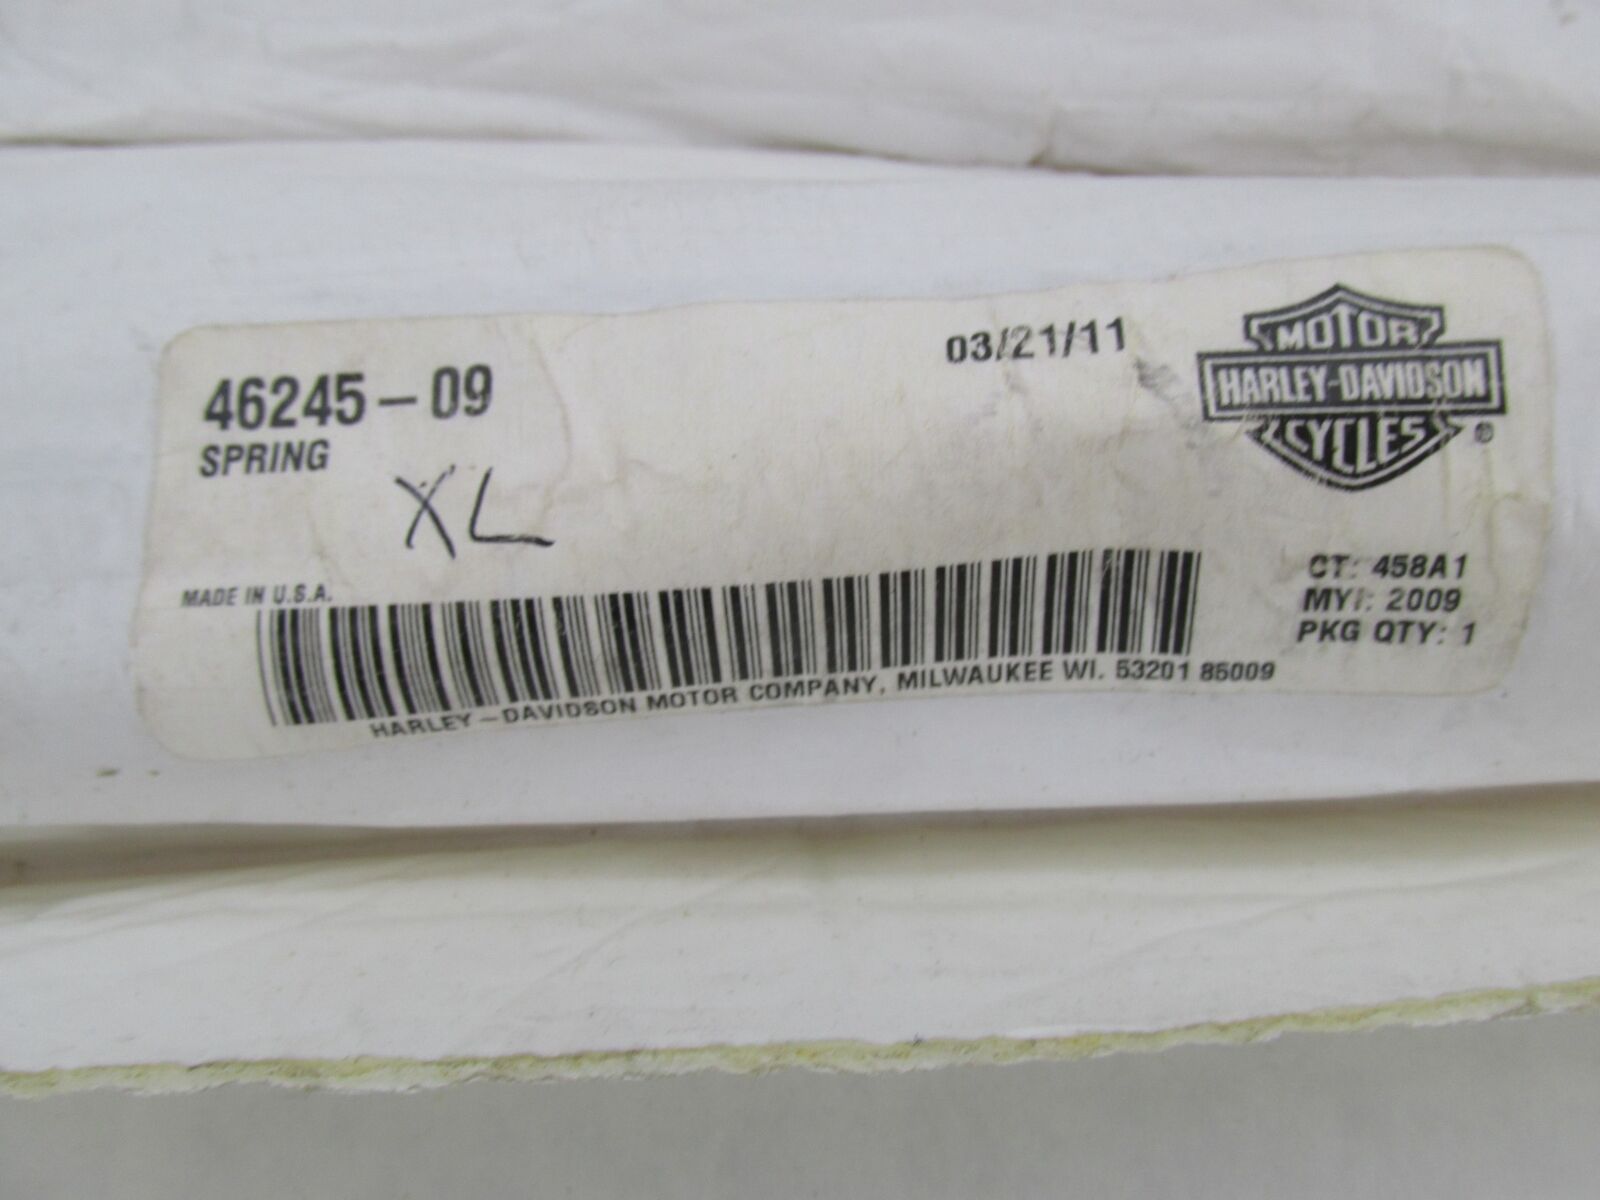 03/21/11
MOTOR
HARLEY-DAVIDSON
CYCLES
®
46245-09
SPRING
XL
MADE IN U.S.A.
CT: 458A1
MYI: 2009
PKG QTY: 1
HARLEY-DAVIDSON MOTOR COMPANY, MILWAUKEE WI. 53201 85009